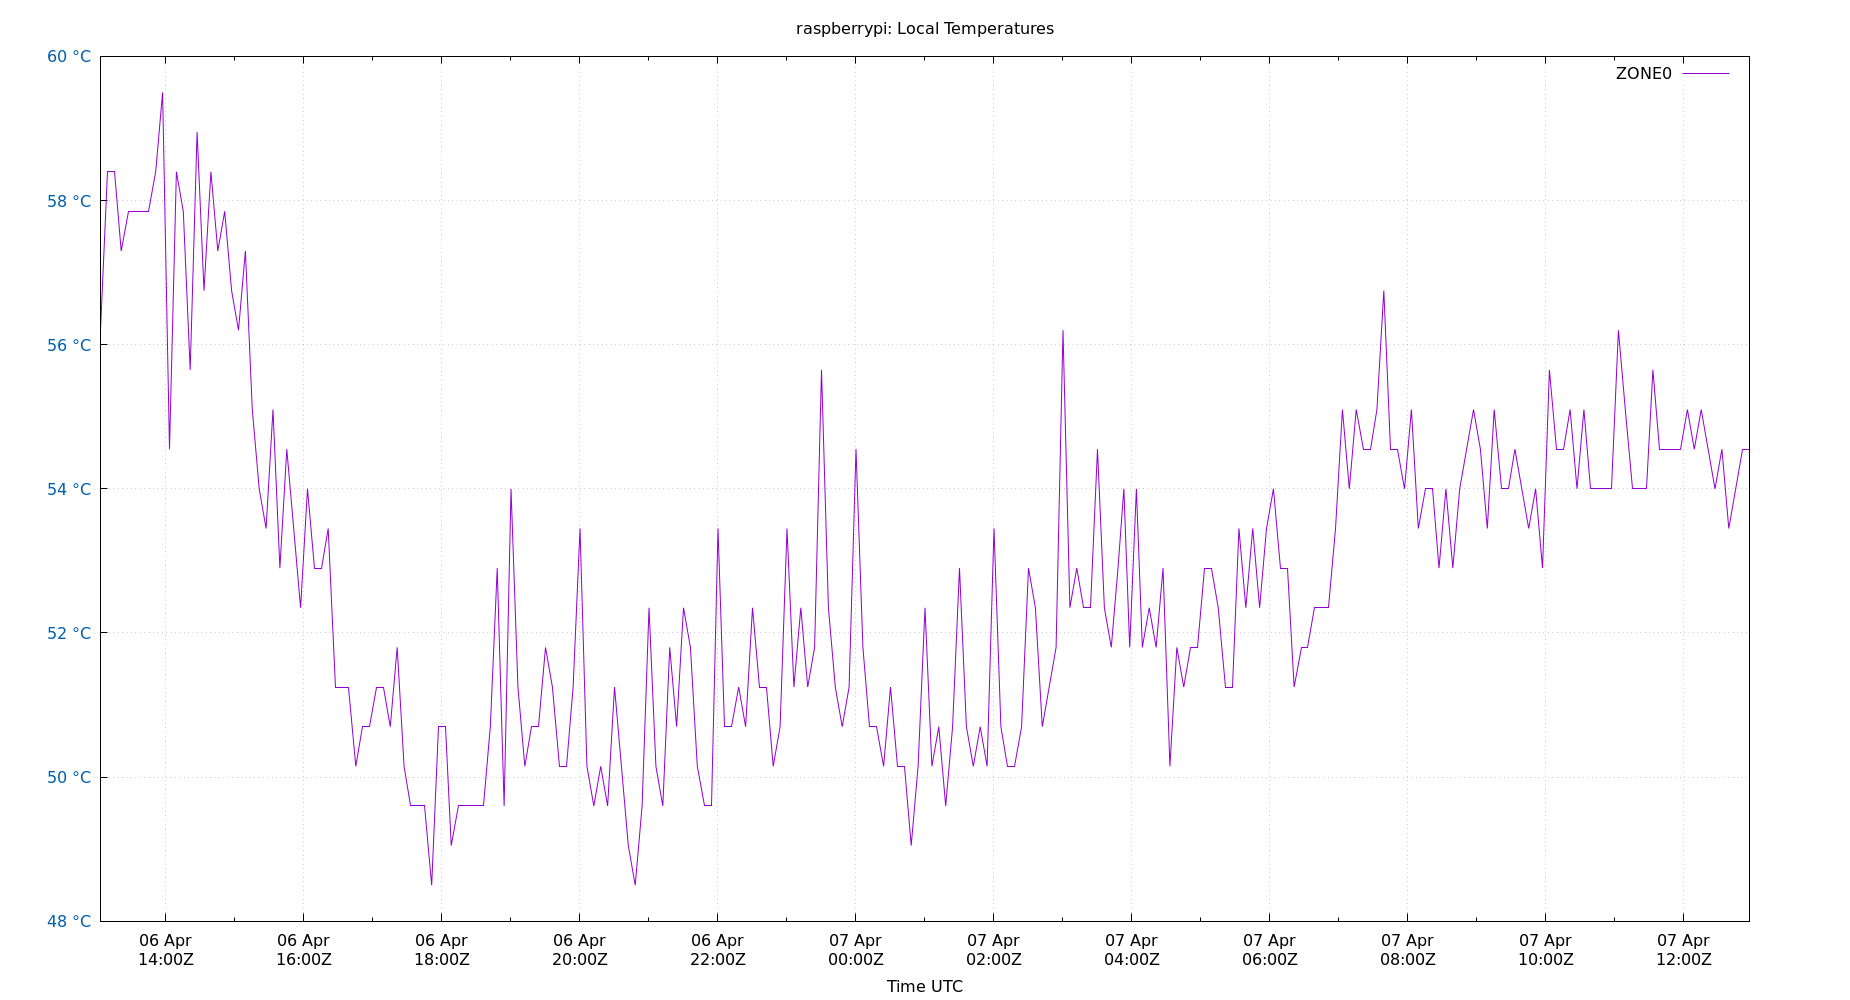 raspberrypi: Local Temperatures
60 °C
ZONE0
58 °C
56 °C
54 °C
52 °C
50 °C
48 °C
06 Apr 06 Apr 06 Apr 06 Apr 06 Apr 07 Apr 07 Apr 07 Apr 07 Apr 07 Apr 07 Apr 07 Apr
14:00Z 16:00Z 18:00Z 20:00Z 22:00Z 00:00Z 02:00Z 04:00Z 06:00Z 08:00Z 10:00Z 12:00Z
Time UTC